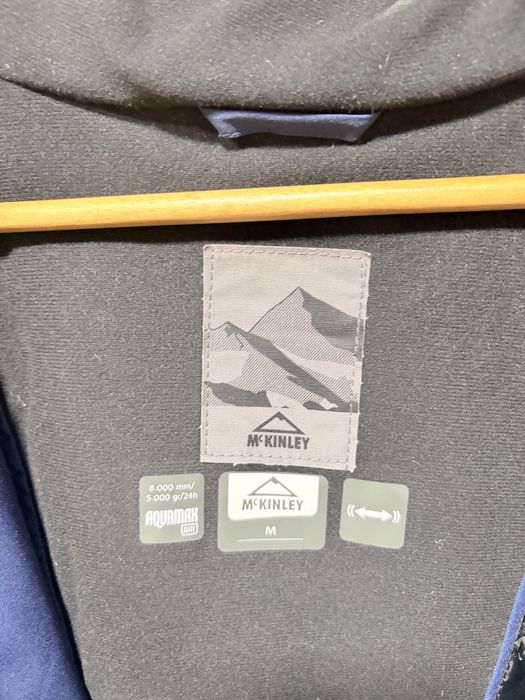 McKINLEY
8.000 mm/
5.000 gr/24h
AQUAMAX
McKINLEY
M